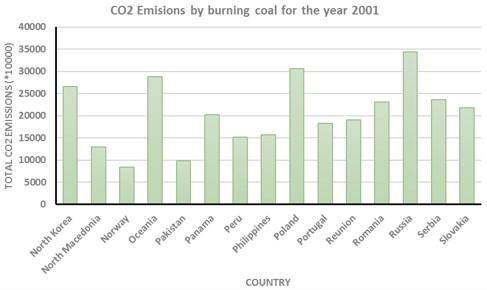 CO2 Emisions by burning coal for the year 2001
TOTAL CO2 EMISSIONS (*10000)
40000
35000
30000
25000
20000
15000
10000
5000
0
North Korea
North Macedonia
Norway
Oceania
Pakistan
Panama
Peru
Philippines
Poland
Portugal
Reunion
Romania
Russia
Serbia
Slovakia
COUNTRY